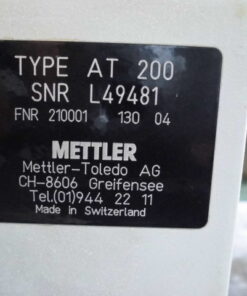 TYPE AT 200
SNR L49481
FNR 210001 130 04
METTLER
Mettler-Toledo AG
CH-8606 Greifensee
Tel.(01)944 22 11
Made in Switzerland